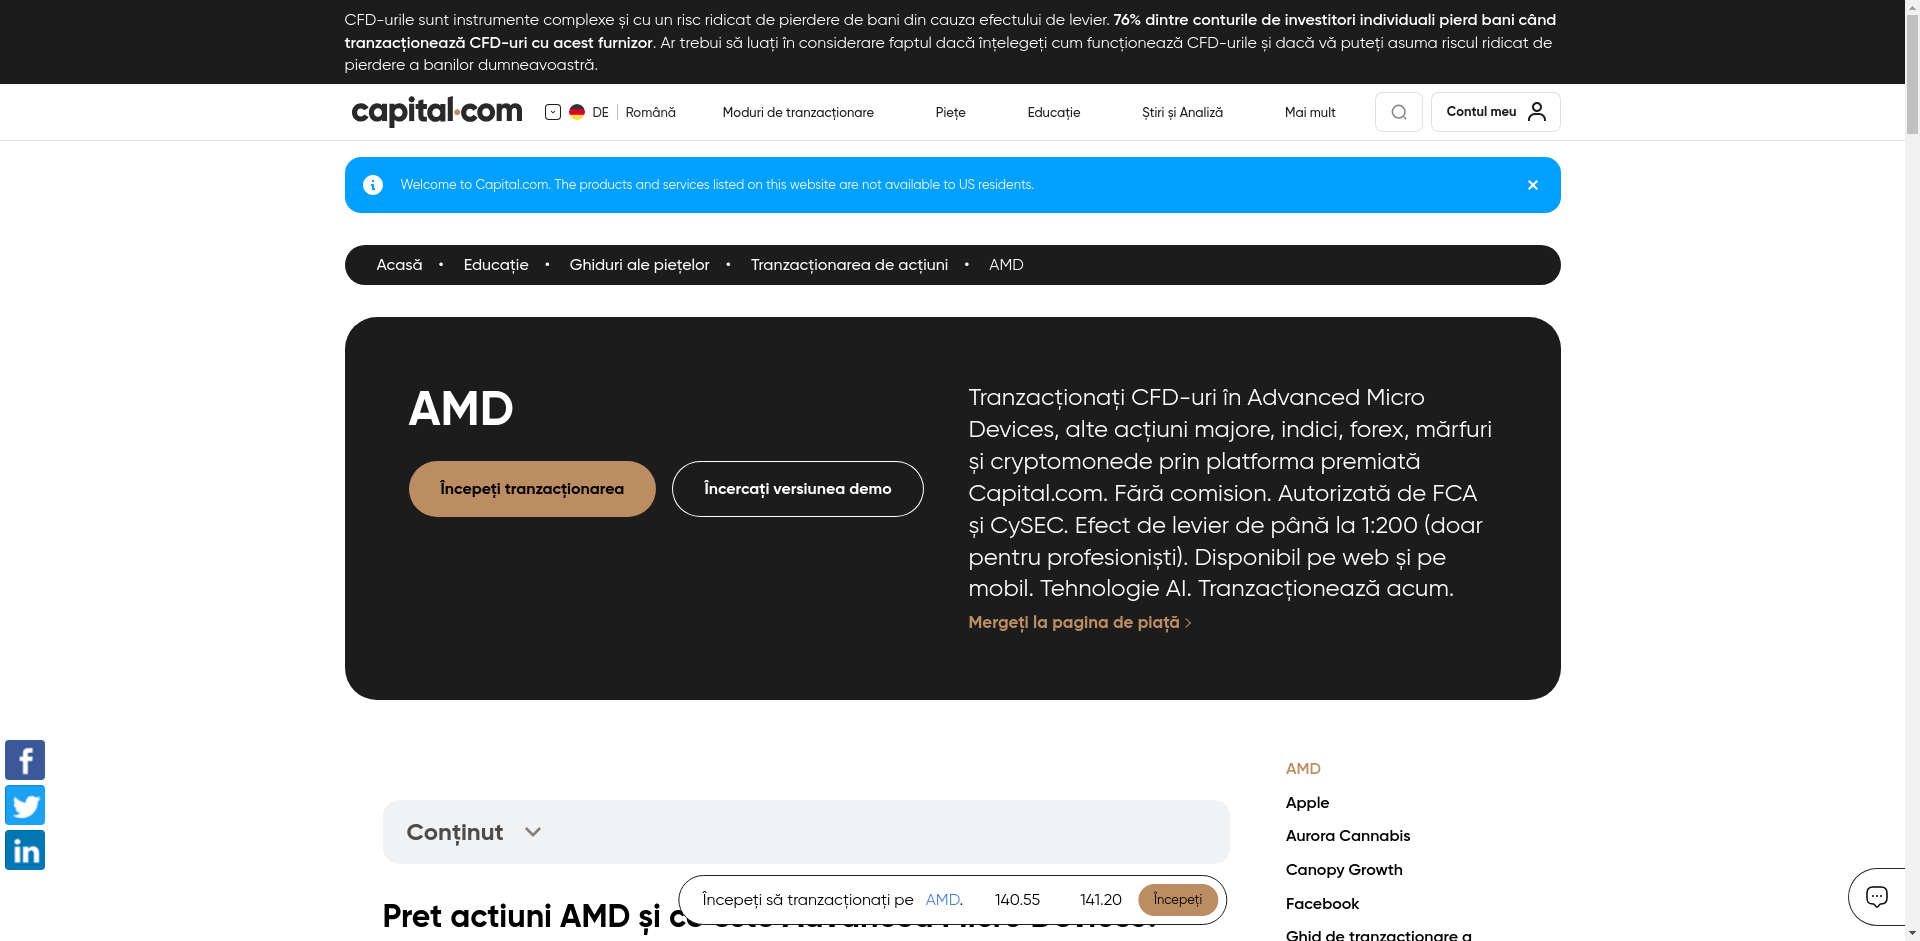 CFD-urile sunt instrumente complexe și cu un risc ridicat de pierdere de bani din cauza efectului de levier. 76% dintre conturile de investitori individuali pierd bani când
tranzacționează CFD-uri cu acest furnizor. Ar trebui să luați în considerare faptul dacă înțelegeți cum funcționează CFD-urile și dacă vă puteți asuma riscul ridicat de
pierdere a banilor dumneavoastră.
capital.com DE Română Moduri de tranzacționare Piețe Educație Știri și Analiză Mai mult Contul meu
Welcome to Capital.com. The products and services listed on this website are not available to US residents.
Acasă • Educație • Ghiduri ale piețelor • Tranzacționarea de acțiuni • AMD
AMD
Începeți tranzacționarea
Încercați versiunea demo
Tranzacționați CFD-uri în Advanced Micro
Devices, alte acțiuni majore, indici, forex, mărfuri
și cryptomonede prin platforma premiată
Capital.com. Fără comision. Autorizată de FCA
și CySEC. Efect de levier de până la 1:200 (doar
pentru profesioniști). Disponibil pe web și pe
mobil. Tehnologie AI. Tranzacționează acum.
Mergeți la pagina de piață
Conținut
Pret actiuni AMD și
AMD
Apple
Aurora Cannabis
Canopy Growth
Facebook
Ghid de tranzacționare a
Începeți să tranzacționați pe AMD. 140.55 141.20 Începeți